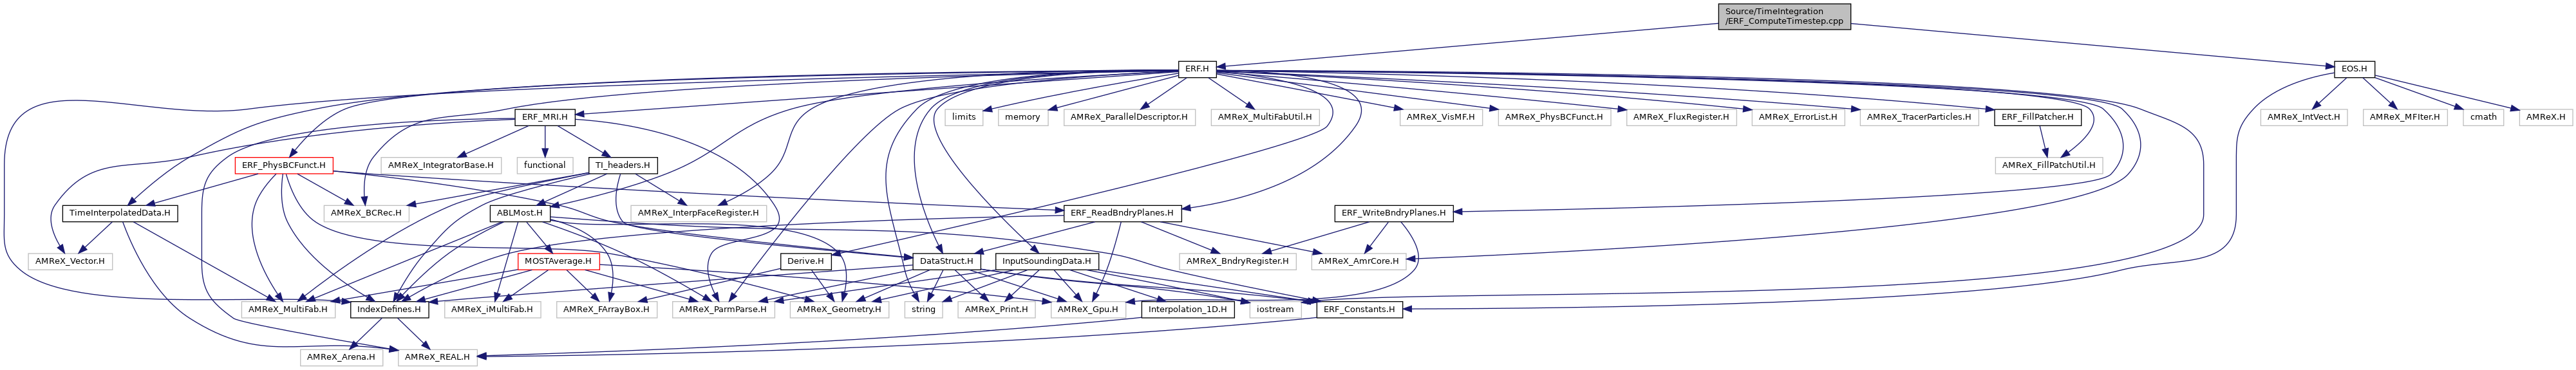 Source/TimeIntegration
/ERF_ComputeTimestep.cpp
ERF.H
EOS.H
ERF_MRI.H
limits
memory
AMReX_ParallelDescriptor.H
AMReX_MultiFabUtil.H
AMReX_VisMF.H
AMReX_PhysBCFunct.H
AMReX_FluxRegister.H
AMReX_ErrorList.H
AMReX_TracerParticles.H
ERF_FillPatcher.H
AMReX_IntVect.H
AMReX_MFIter.H
cmath
AMReX.H
ERF_PhysBCFunct.H
AMReX_IntegratorBase.H
functional
TI_headers.H
AMReX_FillPatchUtil.H
TimeInterpolatedData.H
AMReX_BCRec.H
ABLMost.H
AMReX_InterpFaceRegister.H
ERF_ReadBndryPlanes.H
ERF_WriteBndryPlanes.H
AMReX_Vector.H
MOSTAverage.H
Derive.H
DataStruct.H
InputSoundingData.H
AMReX_BndryRegister.H
AMReX_AmrCore.H
AMReX_MultiFab.H
IndexDefines.H
AMReX_iMultiFab.H
AMReX_FArrayBox.H
AMReX_ParmParse.H
AMReX_Geometry.H
string
AMReX_Print.H
AMReX_Gpu.H
Interpolation_1D.H
iostream
ERF_Constants.H
AMReX_Arena.H
AMReX_REAL.H